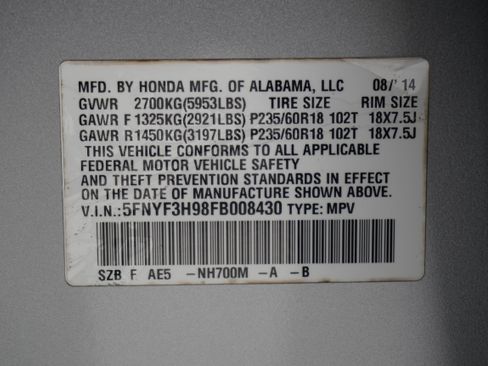 MFD. BY HONDA MFG. OF ALABAMA, LLC 08/'14
GVWR 2700KG(5953LBS) TIRE SIZE RIM SIZE
GAWR F 1325KG(2921LBS) P235/60R18 102T 18X7.5J
GAWR R1450KG(3197LBS) P235/60R18 102T 18X7.5J
THIS VEHICLE CONFORMS TO ALL APPLICABLE
FEDERAL MOTOR VEHICLE SAFETY
AND THEFT PREVENTION STANDARDS IN EFFECT
ON THE DATE OF MANUFACTURE SHOWN ABOVE.
V.I.N.:5FNYF3H98FB008430 TYPE: MPV
SZB F AE5 -NH700M -A -B